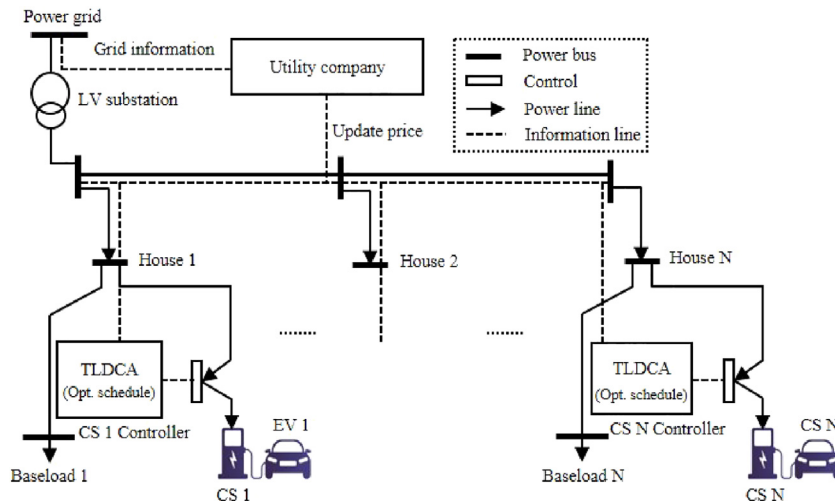 Power grid
Grid information
Utility company
LV substation
Update price
Power bus
Control
Power line
Information line
House 1
House 2
House N
TLDCA
(Opt. schedule)
CS 1 Controller
Baseload 1
EV 1
CS 1
........
........
TLDCA
(Opt. schedule)
CS N Controller
Baseload N
CS N
CS N